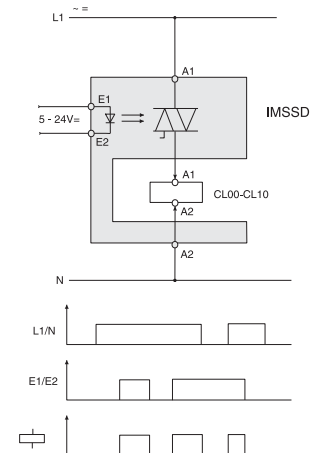 ~ =
L1
A1
E1
IMSSD
5 - 24V=
E2
A1
CL00-CL10
A2
A2
N
L1/N
E1/E2